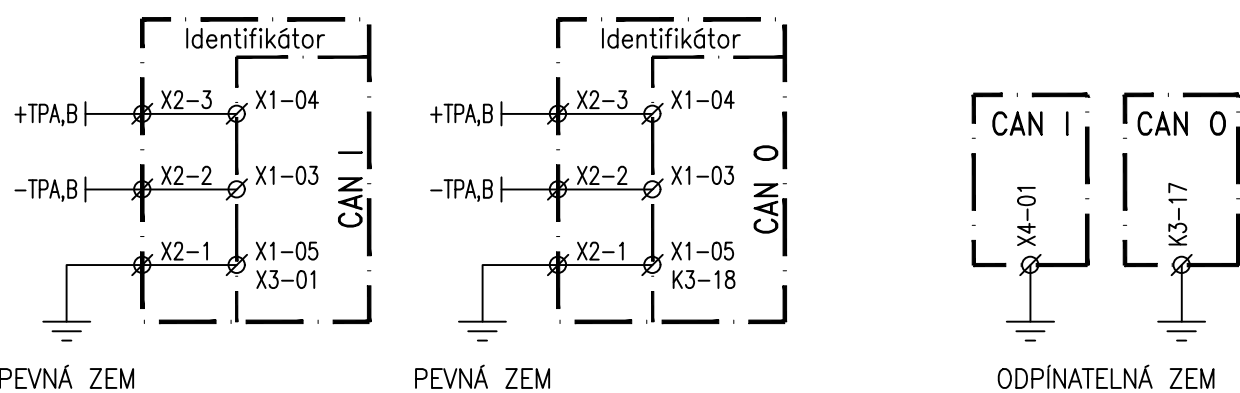 Identifikátor
+TPA,B
X2-3
X1-04
-TPA,B
X2-2
X1-03
X2-1
X1-05
X3-01
CAN I
PEVNÁ ZEM
Identifikátor
+TPA,B
X2-3
X1-04
-TPA,B
X2-2
X1-03
X2-1
X1-05
K3-18
CAN O
PEVNÁ ZEM
CAN I
X4-01
CAN O
K3-17
ODPÍNATELNÁ ZEM